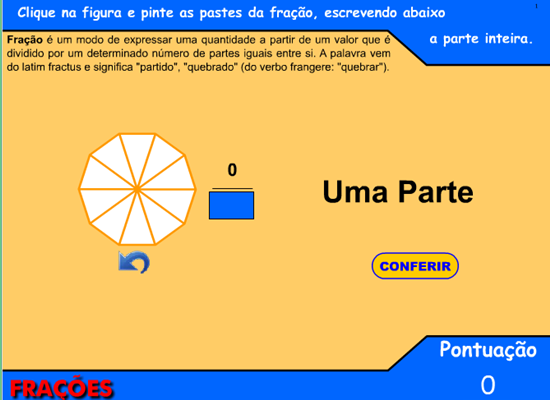 Clique na figura e pinte as pastes da fração, escrevendo abaixo
a parte inteira.
Fração é um modo de expressar uma quantidade a partir de um valor que é
dividido por um determinado número de partes iguais entre si. A palavra vem
do latim fractus e significa "partido", "quebrado" (do verbo frangere: "quebrar").
0
Uma Parte
CONFERIR
Pontuação
0
FRAÇÕES